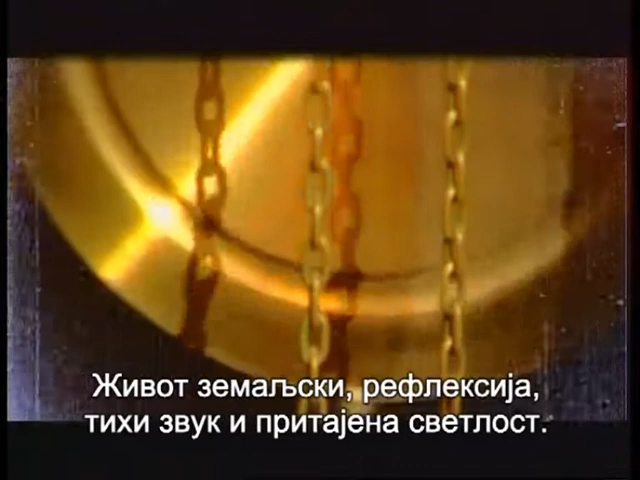 Живот земаљски, рефлексија,
тихи звук и притајена светлост.